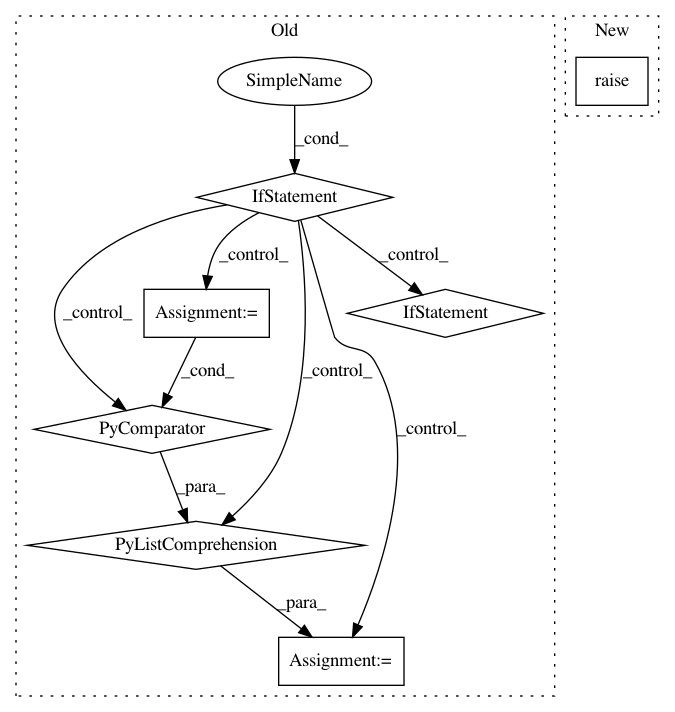 Old
New
SimpleName
raise
_cond_
IfStatement
_control_
_control_
_control_
Assignment:=
IfStatement
_cond_
_control_
_control_
PyComparator
_para_
PyListComprehension
_para_
Assignment:=